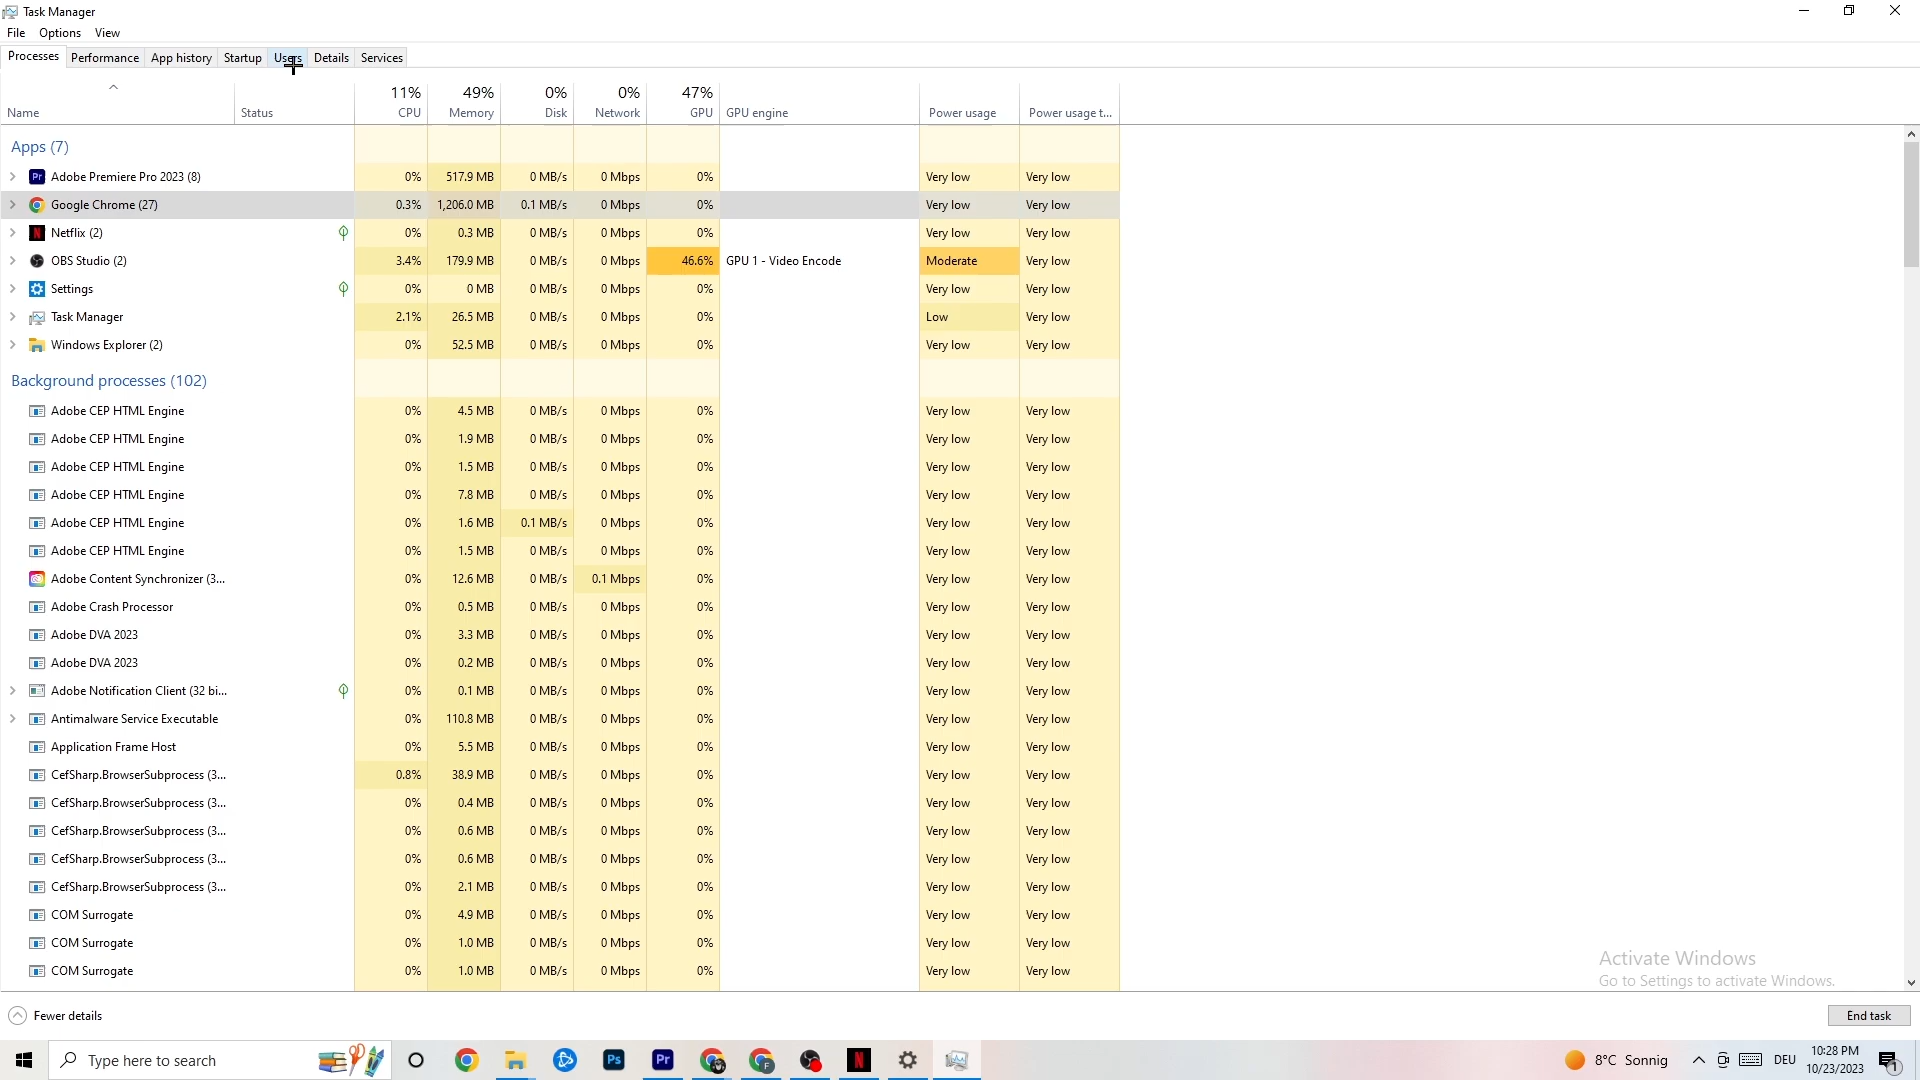 Task Manager
File Options View
Processes Performance App history Startup Users Details Services
11% 49% 0% 0% 47%
Name Status CPU Memory Disk Network GPU GPU engine Power usage Power usage t...
Apps (7)
Adobe Premiere Pro 2023 (8) 0% 517.9 MB 0 MB/s 0 Mbps 0% Very low Very low
Google Chrome (27) 0.3% 1,206.0 MB 0.1 MB/s 0 Mbps 0% Very low Very low
Netflix (2) 0% 0.3 MB 0 MB/s 0 Mbps 0% Very low Very low
OBS Studio (2) 3.4% 179.9 MB 0 MB/s 0 Mbps 46.6% GPU 1 - Video Encode Moderate Very low
Settings 0% 0 MB 0 MB/s 0 Mbps 0% Very low Very low
Task Manager 2.1% 26.5 MB 0 MB/s 0 Mbps 0% Low Very low
Windows Explorer (2) 0% 52.5 MB 0 MB/s 0 Mbps 0% Very low Very low
Background processes (102)
Adobe CEP HTML Engine 0% 4.5 MB 0 MB/s 0 Mbps 0% Very low Very low
Adobe CEP HTML Engine 0% 1.9 MB 0 MB/s 0 Mbps 0% Very low Very low
Adobe CEP HTML Engine 0% 1.5 MB 0 MB/s 0 Mbps 0% Very low Very low
Adobe CEP HTML Engine 0% 7.8 MB 0 MB/s 0 Mbps 0% Very low Very low
Adobe CEP HTML Engine 0% 1.6 MB 0.1 MB/s 0 Mbps 0% Very low Very low
Adobe CEP HTML Engine 0% 1.5 MB 0 MB/s 0 Mbps 0% Very low Very low
Adobe Content Synchronizer (3... 0% 12.6 MB 0 MB/s 0.1 Mbps 0% Very low Very low
Adobe Crash Processor 0% 0.5 MB 0 MB/s 0 Mbps 0% Very low Very low
Adobe DVA 2023 0% 3.3 MB 0 MB/s 0 Mbps 0% Very low Very low
Adobe DVA 2023 0% 0.2 MB 0 MB/s 0 Mbps 0% Very low Very low
Adobe Notification Client (32 bi... 0% 0.1 MB 0 MB/s 0 Mbps 0% Very low Very low
Antimalware Service Executable 0% 110.8 MB 0 MB/s 0 Mbps 0% Very low Very low
Application Frame Host 0% 5.5 MB 0 MB/s 0 Mbps 0% Very low Very low
CefSharp.BrowserSubprocess (3... 0.8% 38.9 MB 0 MB/s 0 Mbps 0% Very low Very low
CefSharp.BrowserSubprocess (3... 0% 0.4 MB 0 MB/s 0 Mbps 0% Very low Very low
CefSharp.BrowserSubprocess (3... 0% 0.6 MB 0 MB/s 0 Mbps 0% Very low Very low
CefSharp.BrowserSubprocess (3... 0% 0.6 MB 0 MB/s 0 Mbps 0% Very low Very low
CefSharp.BrowserSubprocess (3... 0% 2.1 MB 0 MB/s 0 Mbps 0% Very low Very low
COM Surrogate 0% 4.9 MB 0 MB/s 0 Mbps 0% Very low Very low
COM Surrogate 0% 1.0 MB 0 MB/s 0 Mbps 0% Very low Very low
COM Surrogate 0% 1.0 MB 0 MB/s 0 Mbps 0% Very low Very low
Activate Windows
Go to Settings to activate Windows.
Fewer details End task
Type here to search Ps Pr F N 8°C Sonnig DEU 10:28 PM
10/23/2023 1